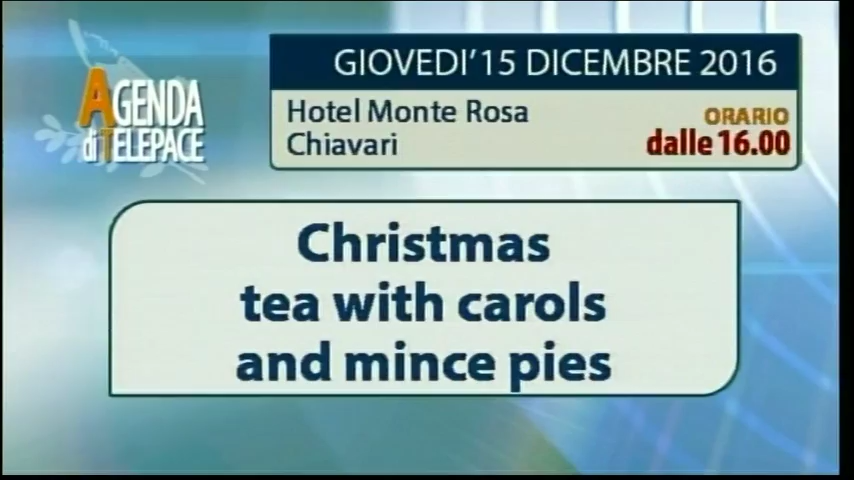 AGENDA
di TELEPACE
GIOVEDI'15 DICEMBRE 2016
Hotel Monte Rosa
Chiavari
ORARIO
dalle 16.00
Christmas
tea with carols
and mince pies